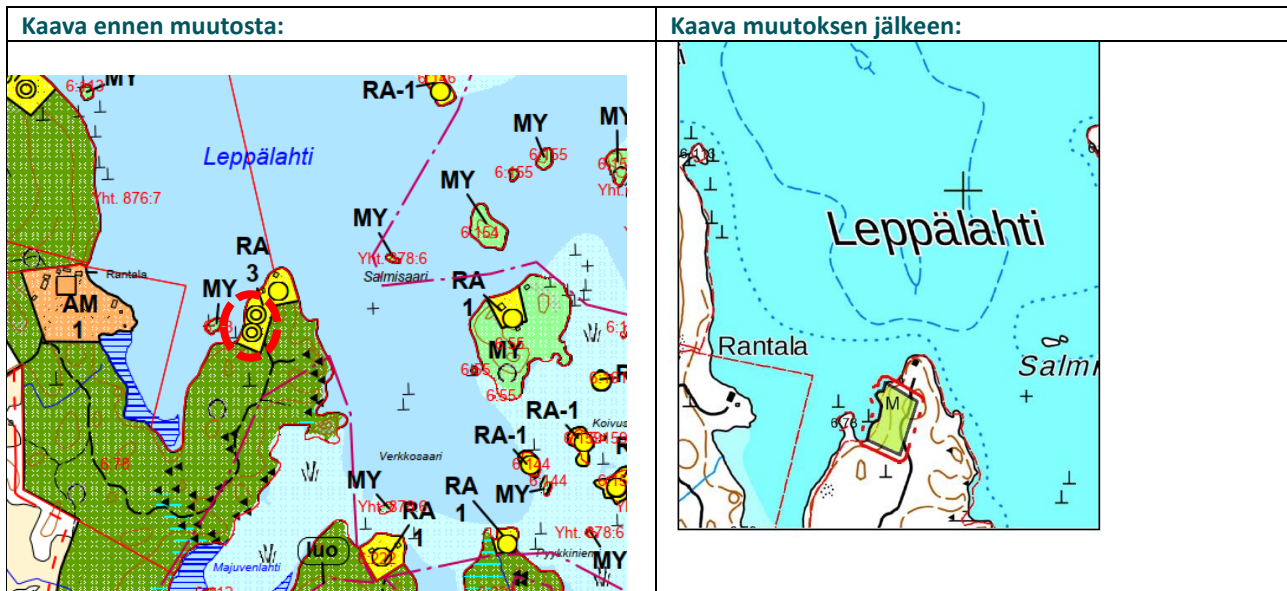 Kaava ennen muutosta:
Kaava muutoksen jälkeen:
6:113
MY
RA-1
MY
MY
Leppälahti
6:155
6:155
Yht. 876:7
MY
6:154
MY
RA
3
Yht. 878:6
Salmisaari
Rantala
MY
RA
1
AM
1
6:55
MY
6:55
6:55
RA-1
Koivus
RA-1
Verkkosaari
6:144
6:78
MY
RA
1
MY
6:144
RA
1
Yht. 878:6
luo
Pyykkiniemi
MY
Majuvenlahti
Leppälahti
Rantala
Salmi
M
6:78